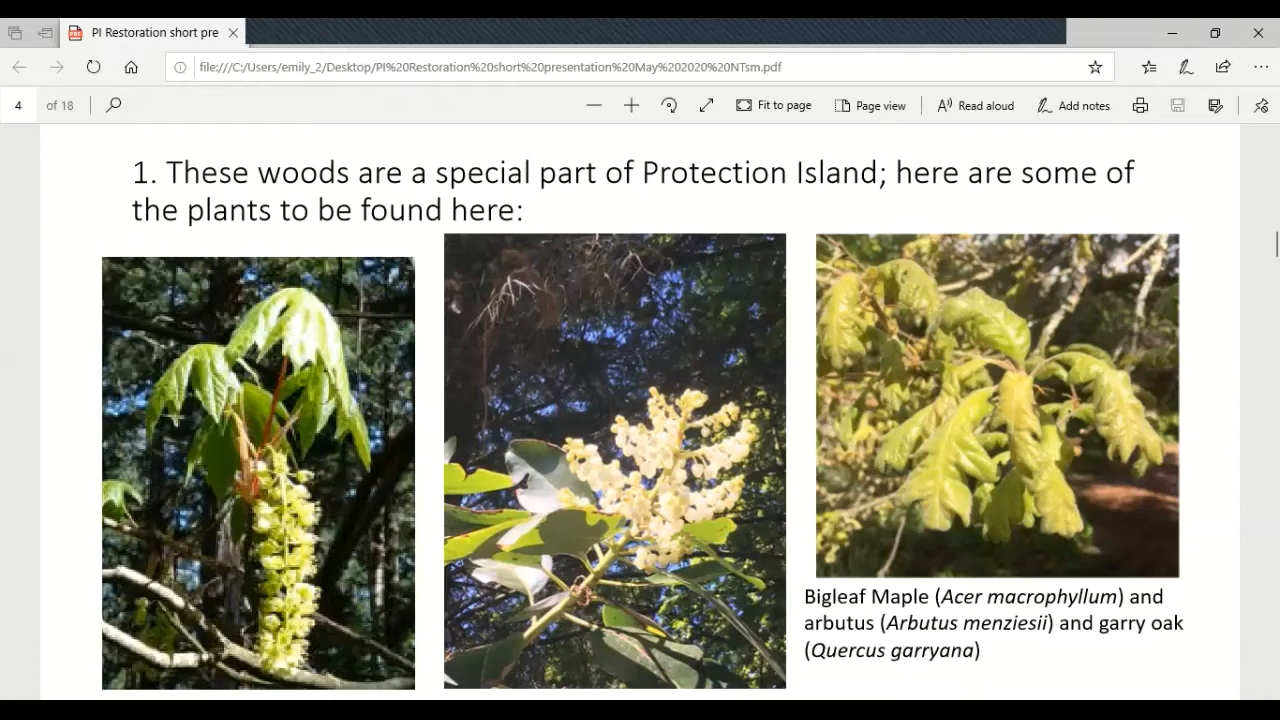 PI Restoration short pre
file:///C:/Users/emily_2/Desktop/PI%20Restoration%20short%20presentation%20May%202020%20NTsm.pdf
4 of 18 Fit to page Page view Read aloud Add notes
1. These woods are a special part of Protection Island; here are some of
the plants to be found here:
Bigleaf Maple (Acer macrophyllum) and
arbutus (Arbutus menziesii) and garry oak
(Quercus garryana)